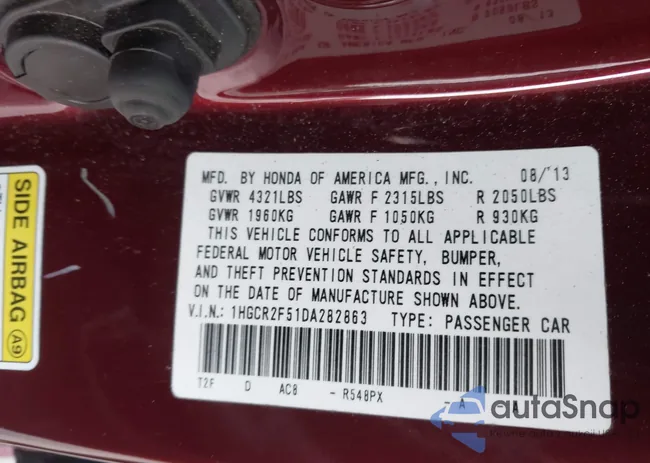 MFD. BY HONDA OF AMERICA MFG., INC. 08/'13
GVWR 4321LBS GAWR F 2315LBS R 2050LBS
GVWR 1960KG GAWR F 1050KG R 930KG
THIS VEHICLE CONFORMS TO ALL APPLICABLE
FEDERAL MOTOR VEHICLE SAFETY, BUMPER,
AND THEFT PREVENTION STANDARDS IN EFFECT
ON THE DATE OF MANUFACTURE SHOWN ABOVE.
V.I.N.: 1HGCR2F51DA282863 TYPE: PASSENGER CAR
T2F D AC8 - R548PX - A A
SIDE AIRBAG A9
autoSnap